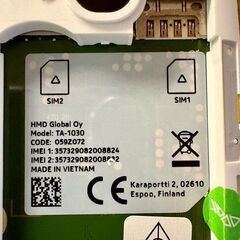 SIM2
SIM1
HMD Global Oy
Model: TA-1030
CODE: 059Z072
IMEI 1: 357329082008824
IMEI 2: 357329082008832
MADE IN VIETNAM
CE
Karaportti 2, 02610
Espoo, Finland